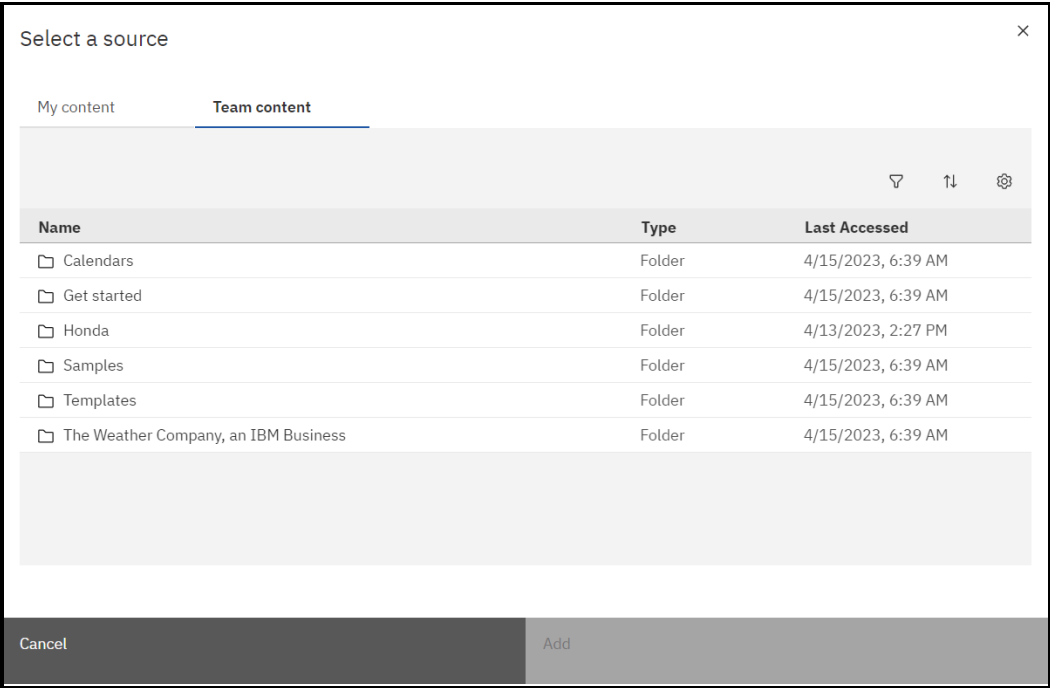 Select a source
My content Team content
Name Type Last Accessed
Calendars Folder 4/15/2023, 6:39 AM
Get started Folder 4/15/2023, 6:39 AM
Honda Folder 4/13/2023, 2:27 PM
Samples Folder 4/15/2023, 6:39 AM
Templates Folder 4/15/2023, 6:39 AM
The Weather Company, an IBM Business Folder 4/15/2023, 6:39 AM
Cancel Add